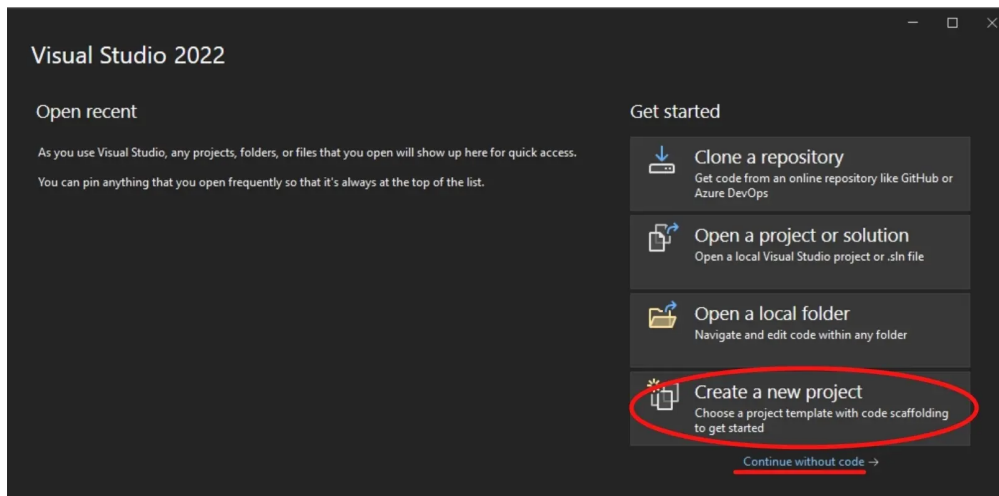 Visual Studio 2022
Open recent
As you use Visual Studio, any projects, folders, or files that you open will show up here for quick access.
You can pin anything that you open frequently so that it's always at the top of the list.
Get started
Clone a repository
Get code from an online repository like GitHub or
Azure DevOps
Open a project or solution
Open a local Visual Studio project or .sln file
Open a local folder
Navigate and edit code within any folder
Create a new project
Choose a project template with code scaffolding
to get started
Continue without code →